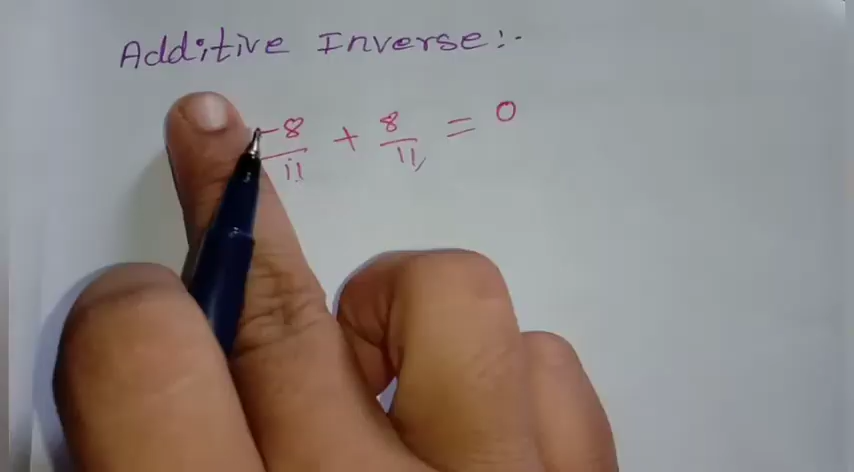 Additive Inverse:-
-8/11 + 8/11 = 0